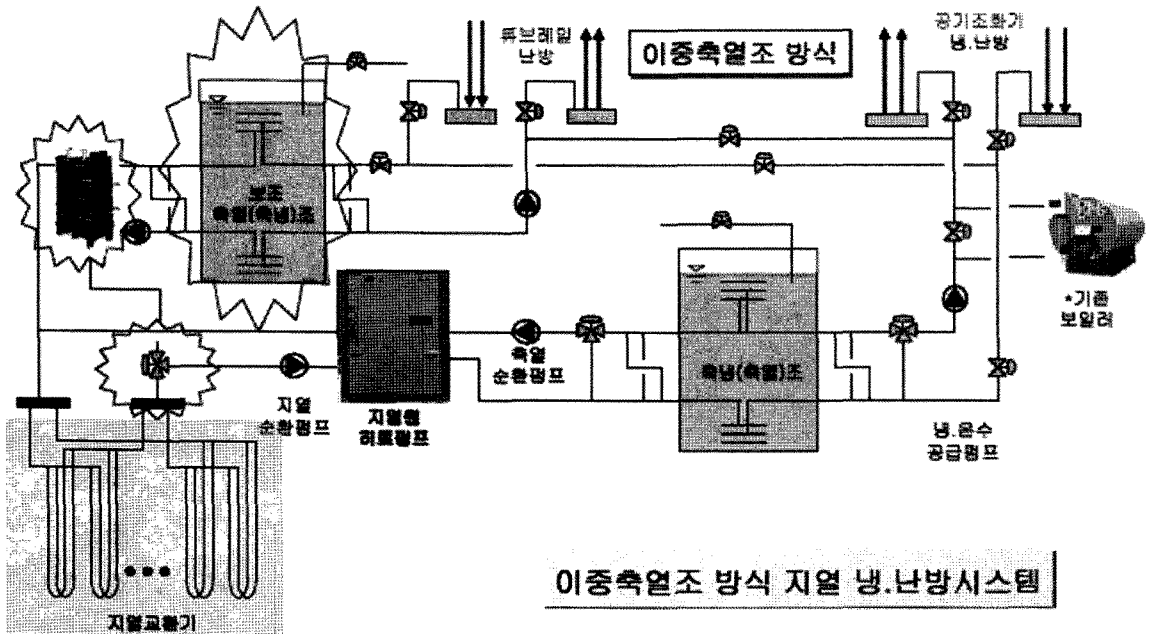 튜브레일
난방
이중축열조 방식
공기조화기
냉.난방
보조
축열(축냉)조
*기존
보일러
축열
순환펌프
축냉(축열)조
지열
순환펌프
지열원
히트펌프
냉.온수
공급펌프
이중축열조 방식 지열 냉.난방시스템
지열교환기